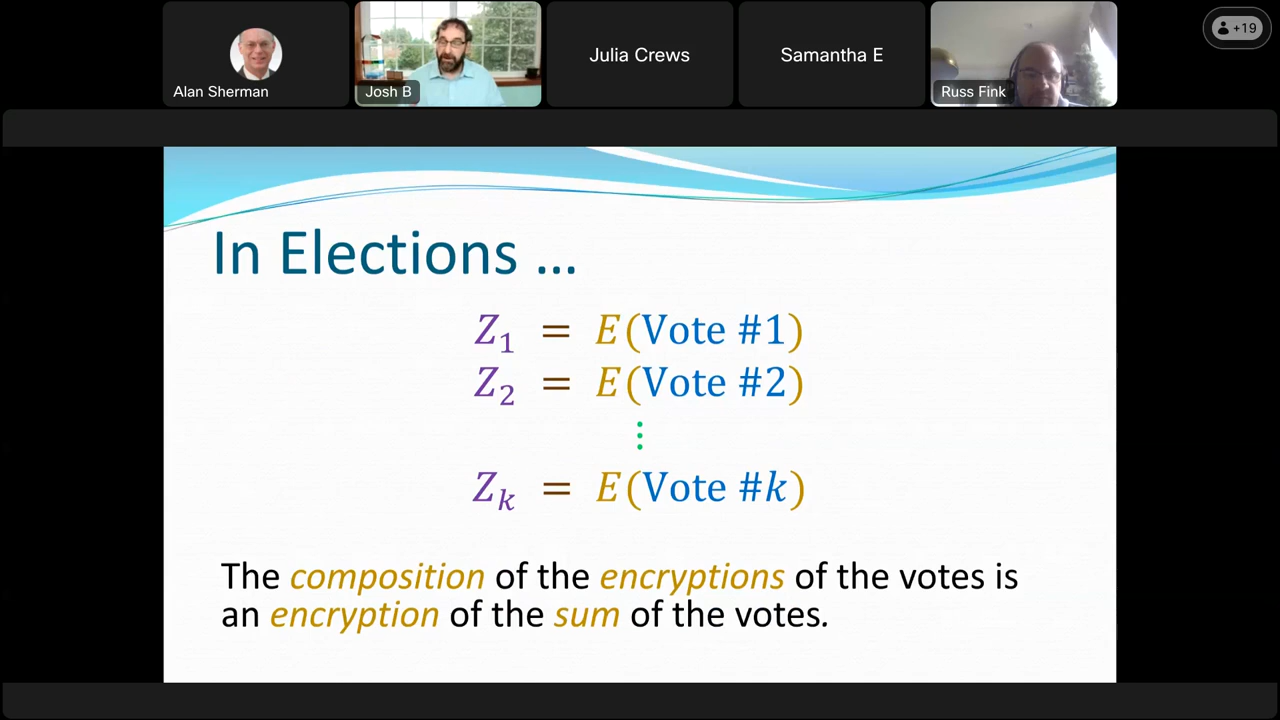 Alan Sherman
Josh B
Julia Crews
Samantha E
Russ Fink
+19
In Elections …
Z₁ = E(Vote #1)
Z₂ = E(Vote #2)
⋮
Zₖ = E(Vote #k)
The composition of the encryptions of the votes is
an encryption of the sum of the votes.